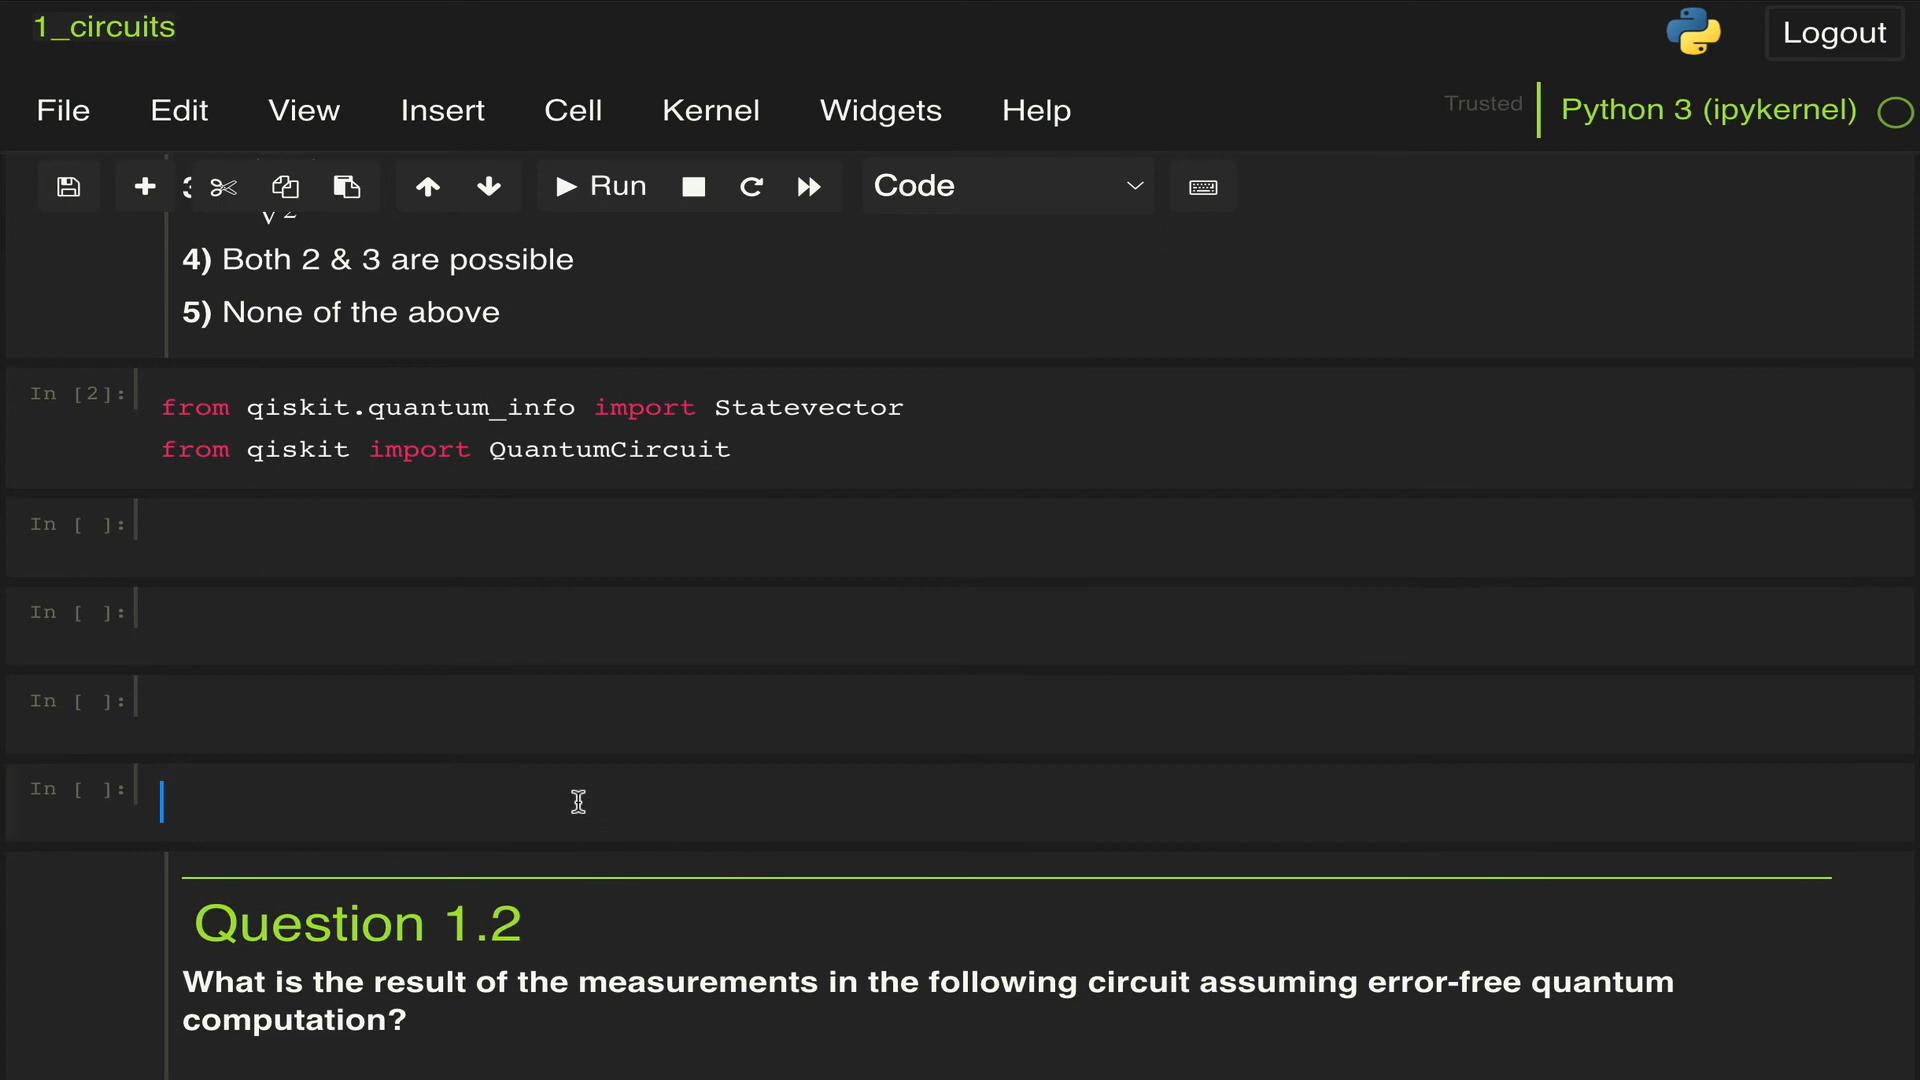 1_circuits
Logout
File Edit View Insert Cell Kernel Widgets Help
Trusted
Python 3 (ipykernel)
Run
Code
√2
4) Both 2 & 3 are possible
5) None of the above
In [2]:
from qiskit.quantum_info import Statevector
from qiskit import QuantumCircuit
In [ ]:
In [ ]:
In [ ]:
In [ ]:
Question 1.2
What is the result of the measurements in the following circuit assuming error-free quantum
computation?